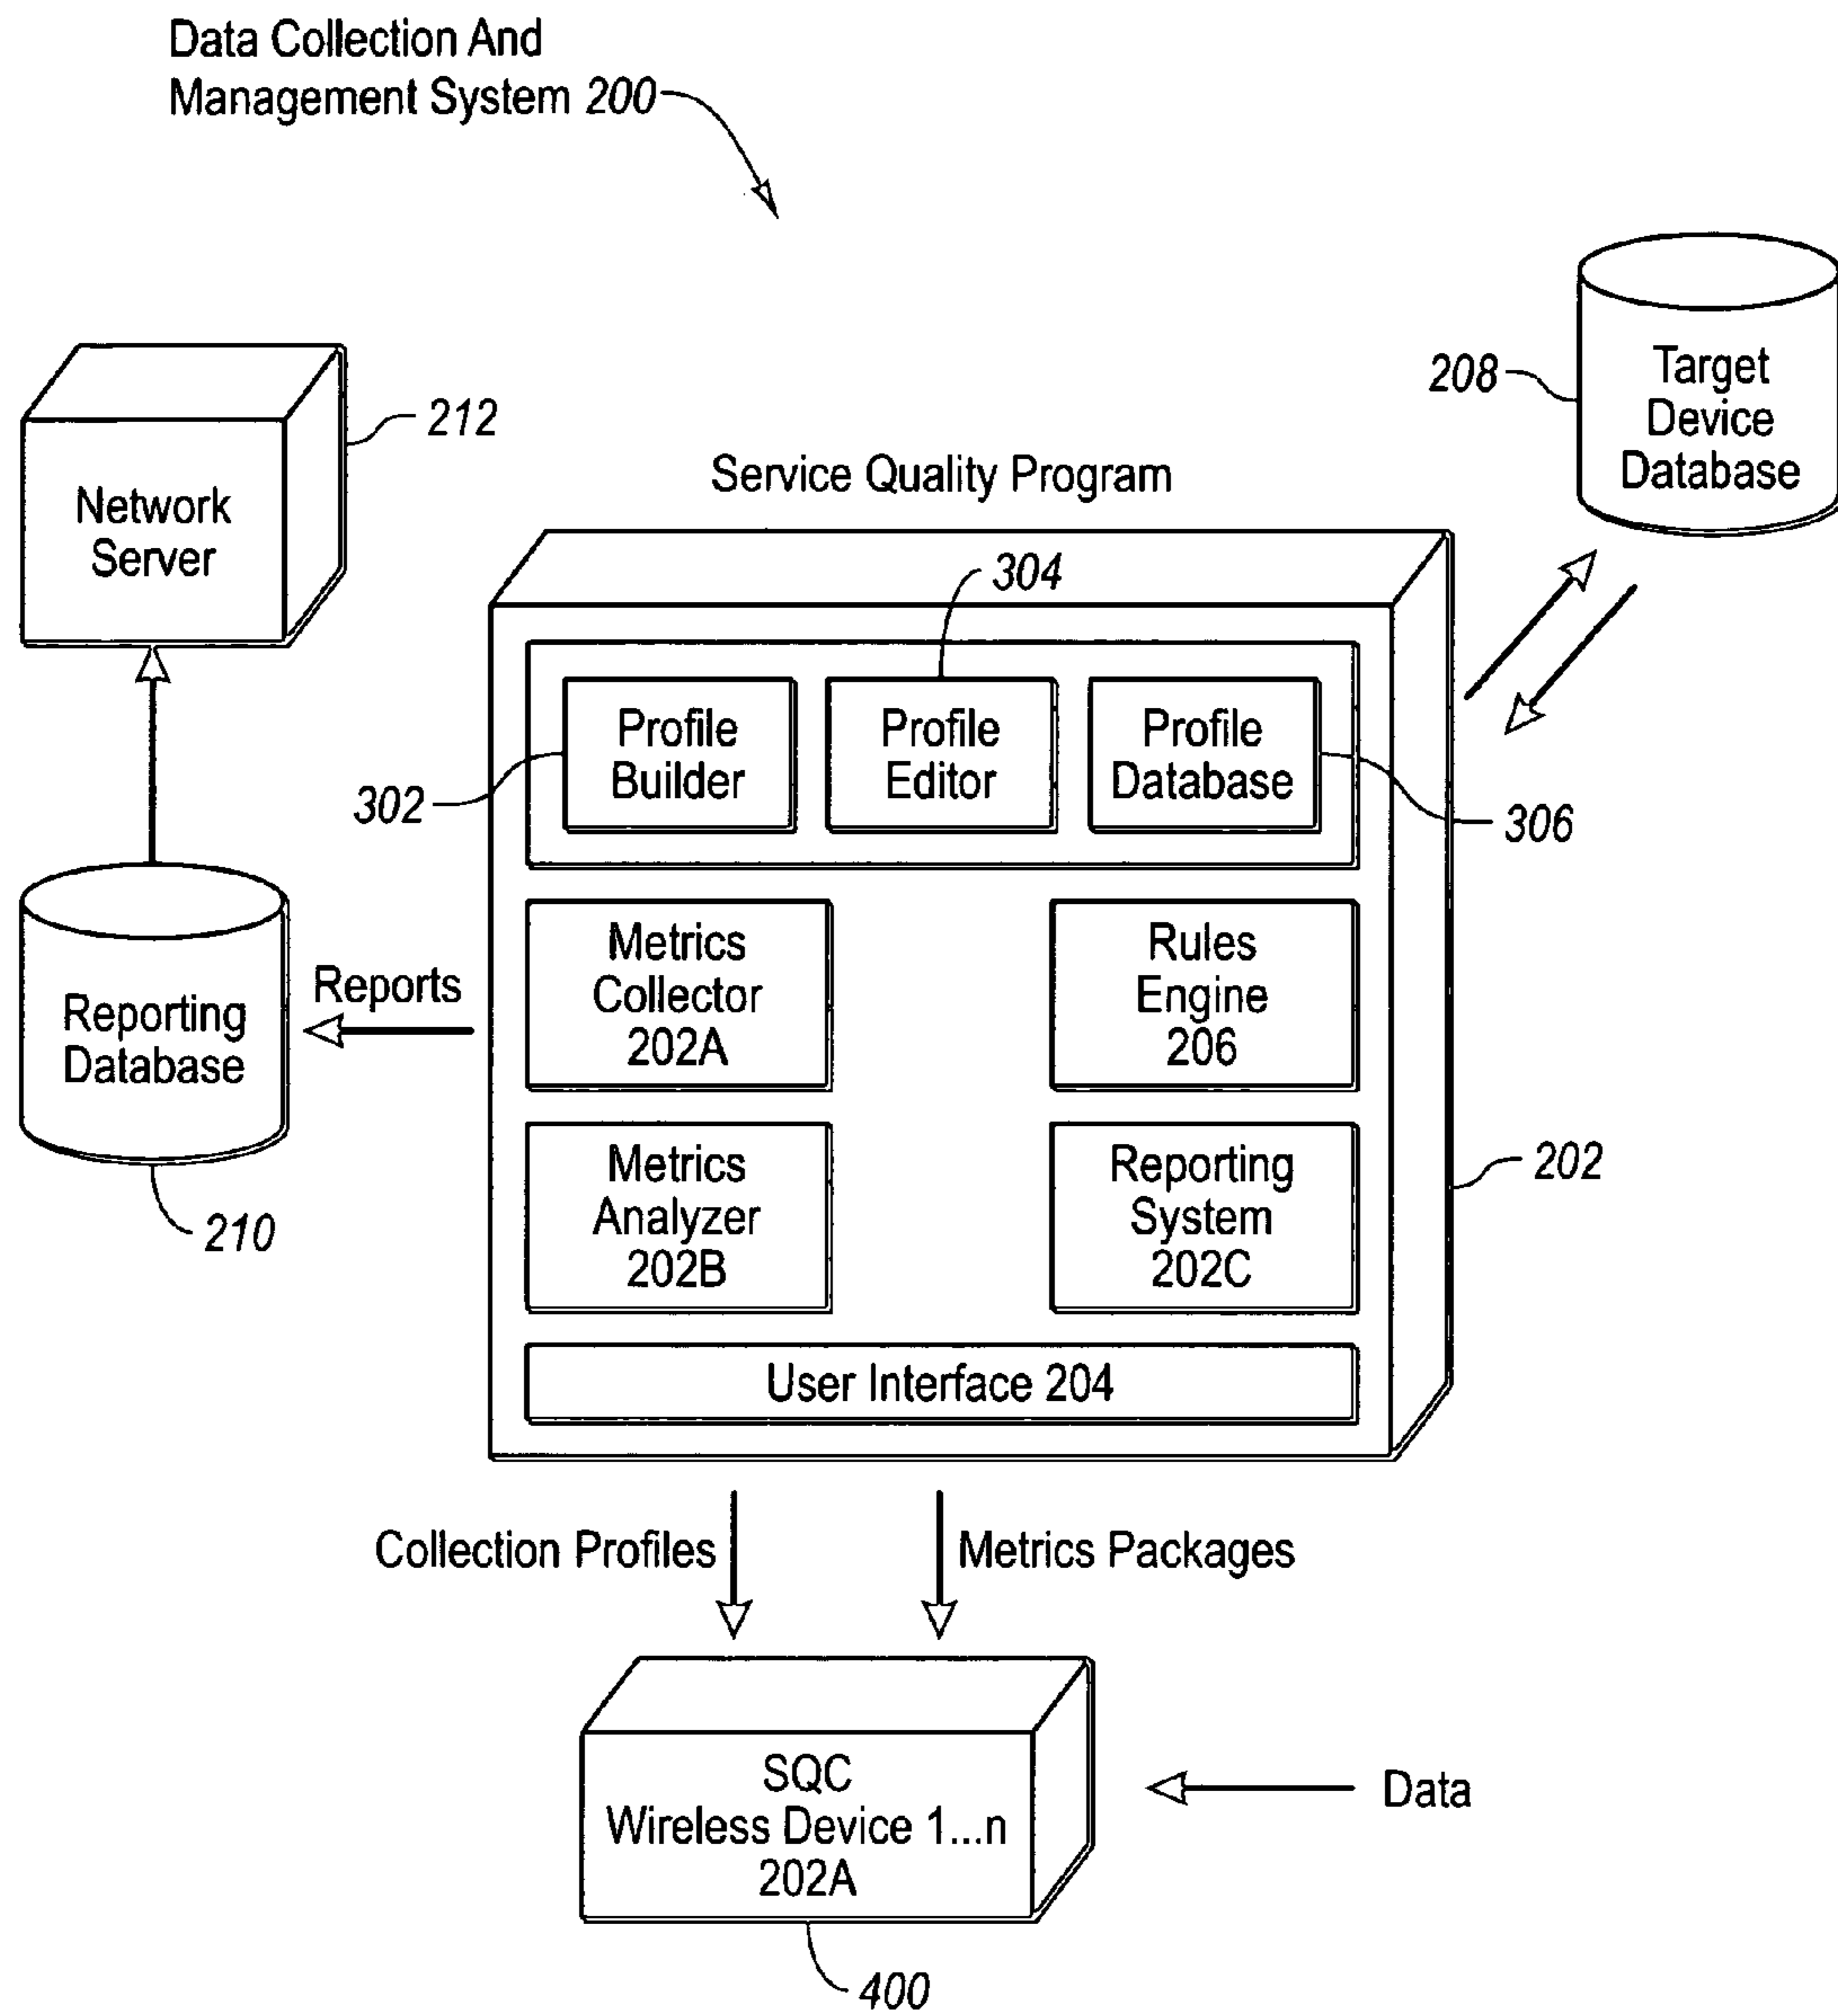 Data Collection And
Management System 200
Network
Server
212
208
Target
Device
Database
Service Quality Program
304
Profile
Builder
Profile
Editor
Profile
Database
302
306
Metrics
Collector
202A
Rules
Engine
206
Reports
Reporting
Database
210
Metrics
Analyzer
202B
Reporting
System
202C
202
User Interface 204
Collection Profiles
Metrics Packages
SQC
Wireless Device 1...n
202A
Data
400